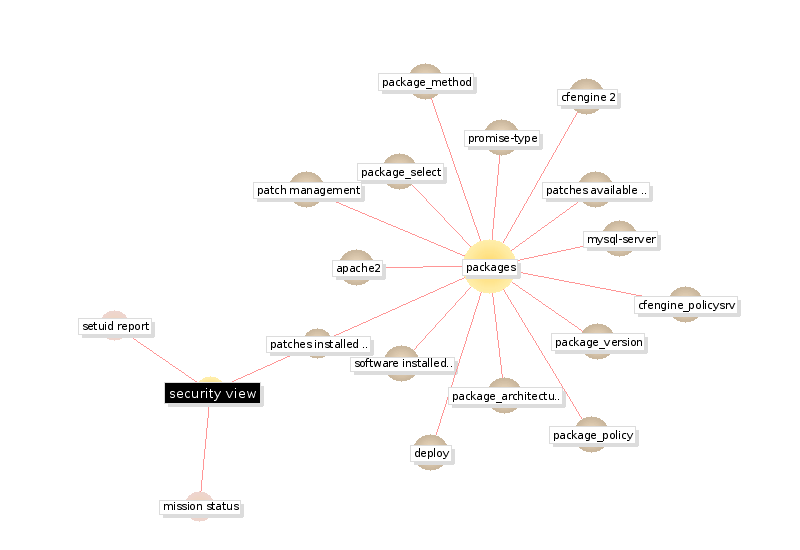 package_method
cfengine 2
promise-type
package_select
patch management
patches available ..
mysql-server
apache2
packages
cfengine_policysrv
setuid report
patches installed ..
package_version
software installed..
security view
package_architectu..
package_policy
deploy
mission status